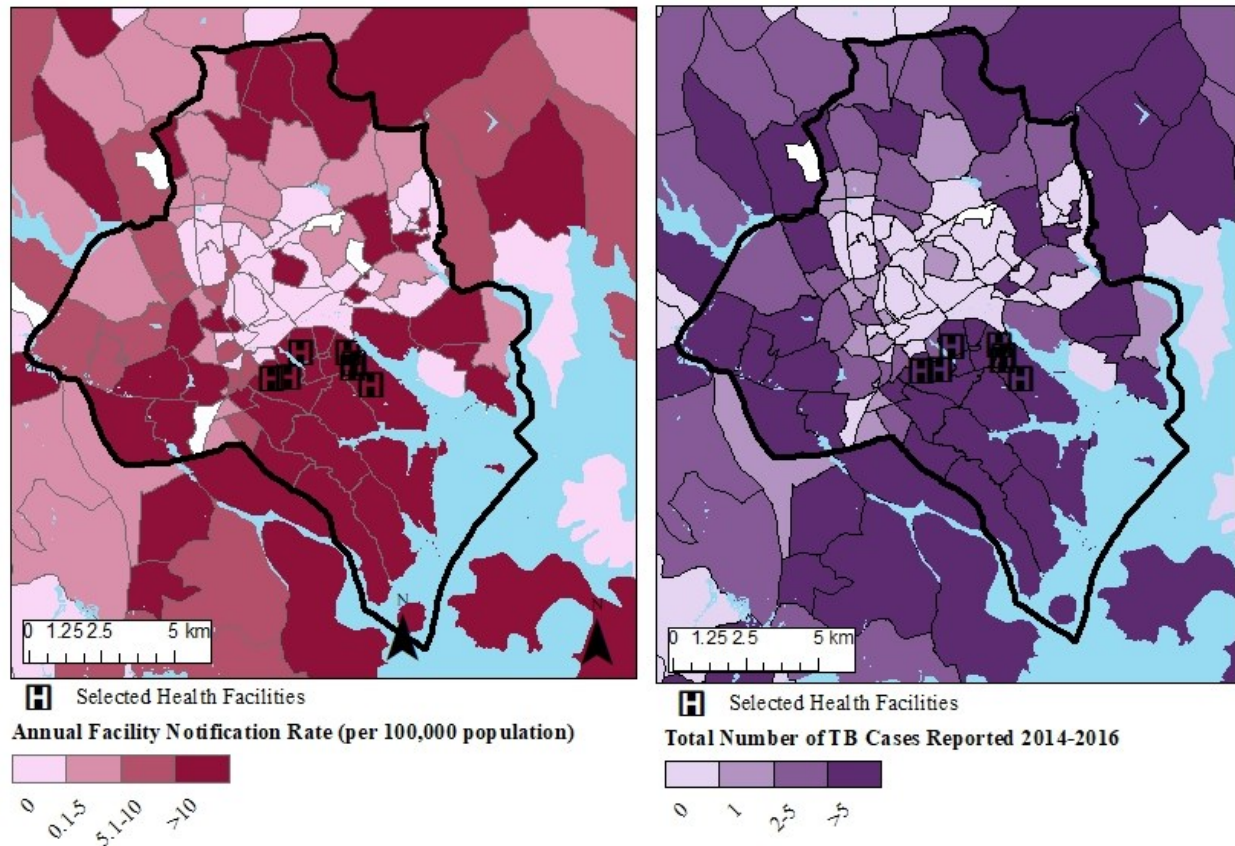 N
N
0 1.25 2.5 5 km
H Selected Health Facilities
Annual Facility Notification Rate (per 100,000 population)
0 0.1-5 5.1-10 >10
H H H H H H H
0 1.25 2.5 5 km
H Selected Health Facilities
Total Number of TB Cases Reported 2014-2016
0 1 2-5 >5
H H H H H H H